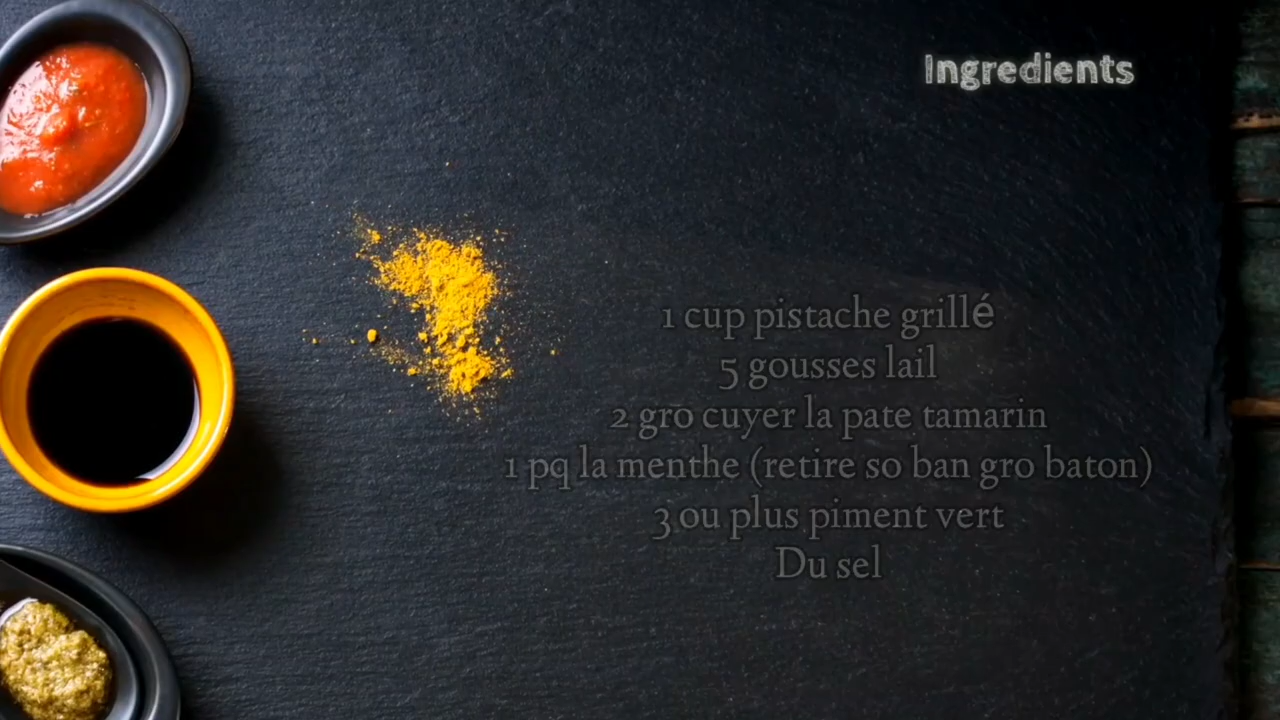 Ingredients
1 cup pistache grillé
5 gousses lail
2 gro cuyer la pate tamarin
1 pq la menthe (retire so ban gro baton)
3 ou plus piment vert
Du sel